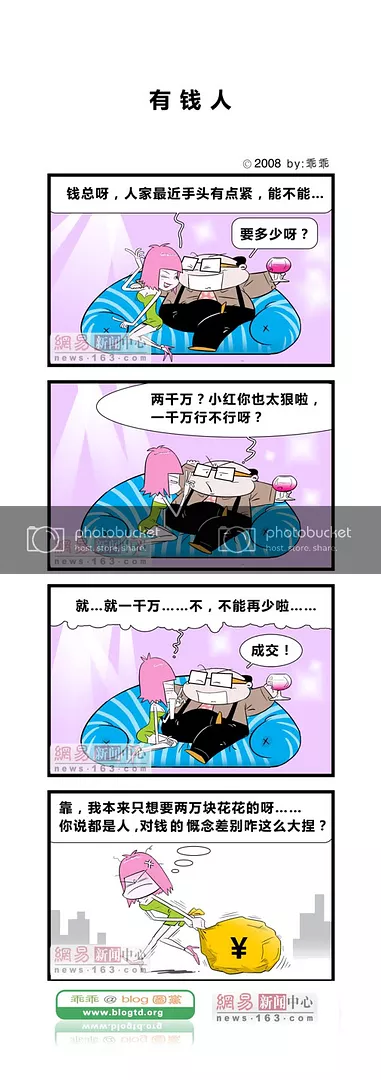 有钱人
© 2008 by:乖乖
钱总呀，人家最近手头有点紧，能不能...
要多少呀？
網易 新闻中心
news·163.com
两千万？小红你也太狠啦，
一千万行不行呀？
photobucket
host. store. share.
photobucket
host. store. share.
網易 新闻中心
news·163.com
就...就一千万......不，不能再少啦......
成交！
網易 新闻中心
news·163.com
靠，我本来只想要两万块花花的呀......
你说都是人，对钱的慨念差别咋这么大捏？
¥
網易 新闻中心
news·163.com
乖乖 @ blog 圖黨
www.blogtd.org
網易 新闻中心
news·163.com